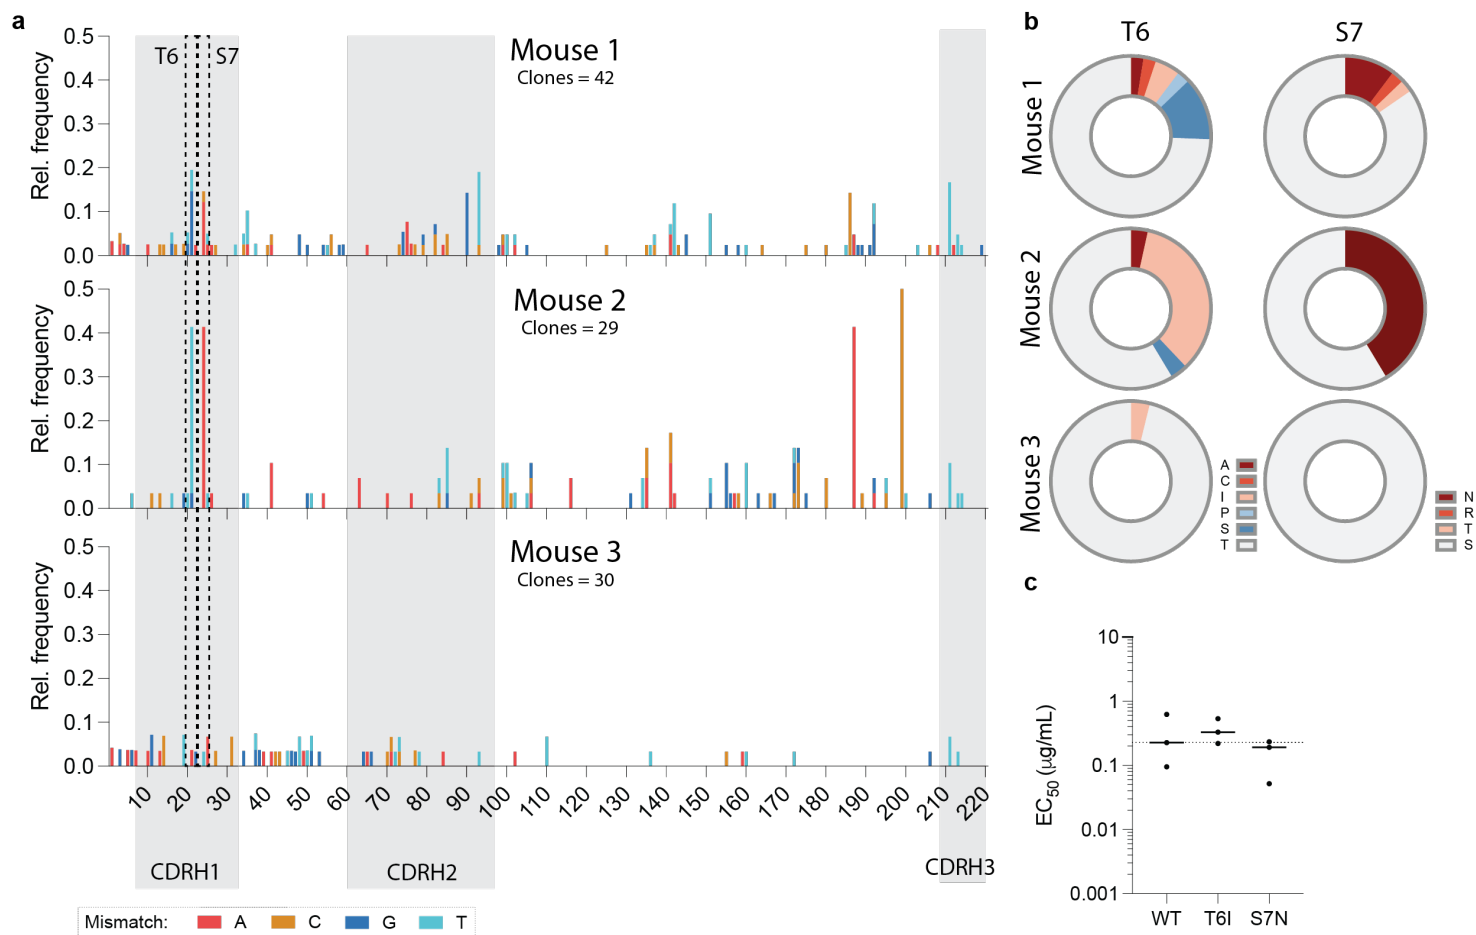 a
0.5
0.4
0.3
0.2
0.1
0.0
Rel. frequency
T6
S7
Mouse 1
Clones = 42
0.5
0.4
0.3
0.2
0.1
0.0
Rel. frequency
Mouse 2
Clones = 29
0.5
0.4
0.3
0.2
0.1
0.0
Rel. frequency
Mouse 3
Clones = 30
10 20 30 40 50 60 70 80 90 100 110 120 130 140 150 160 170 180 190 200 210 220
CDRH1 CDRH2 CDRH3
Mismatch: A C G T
b
T6 S7
Mouse 1
Mouse 2
Mouse 3
A
C
I
P
S
T
N
R
T
S
c
10
1
0.1
0.01
0.001
EC50 (µg/mL)
WT T6I S7N